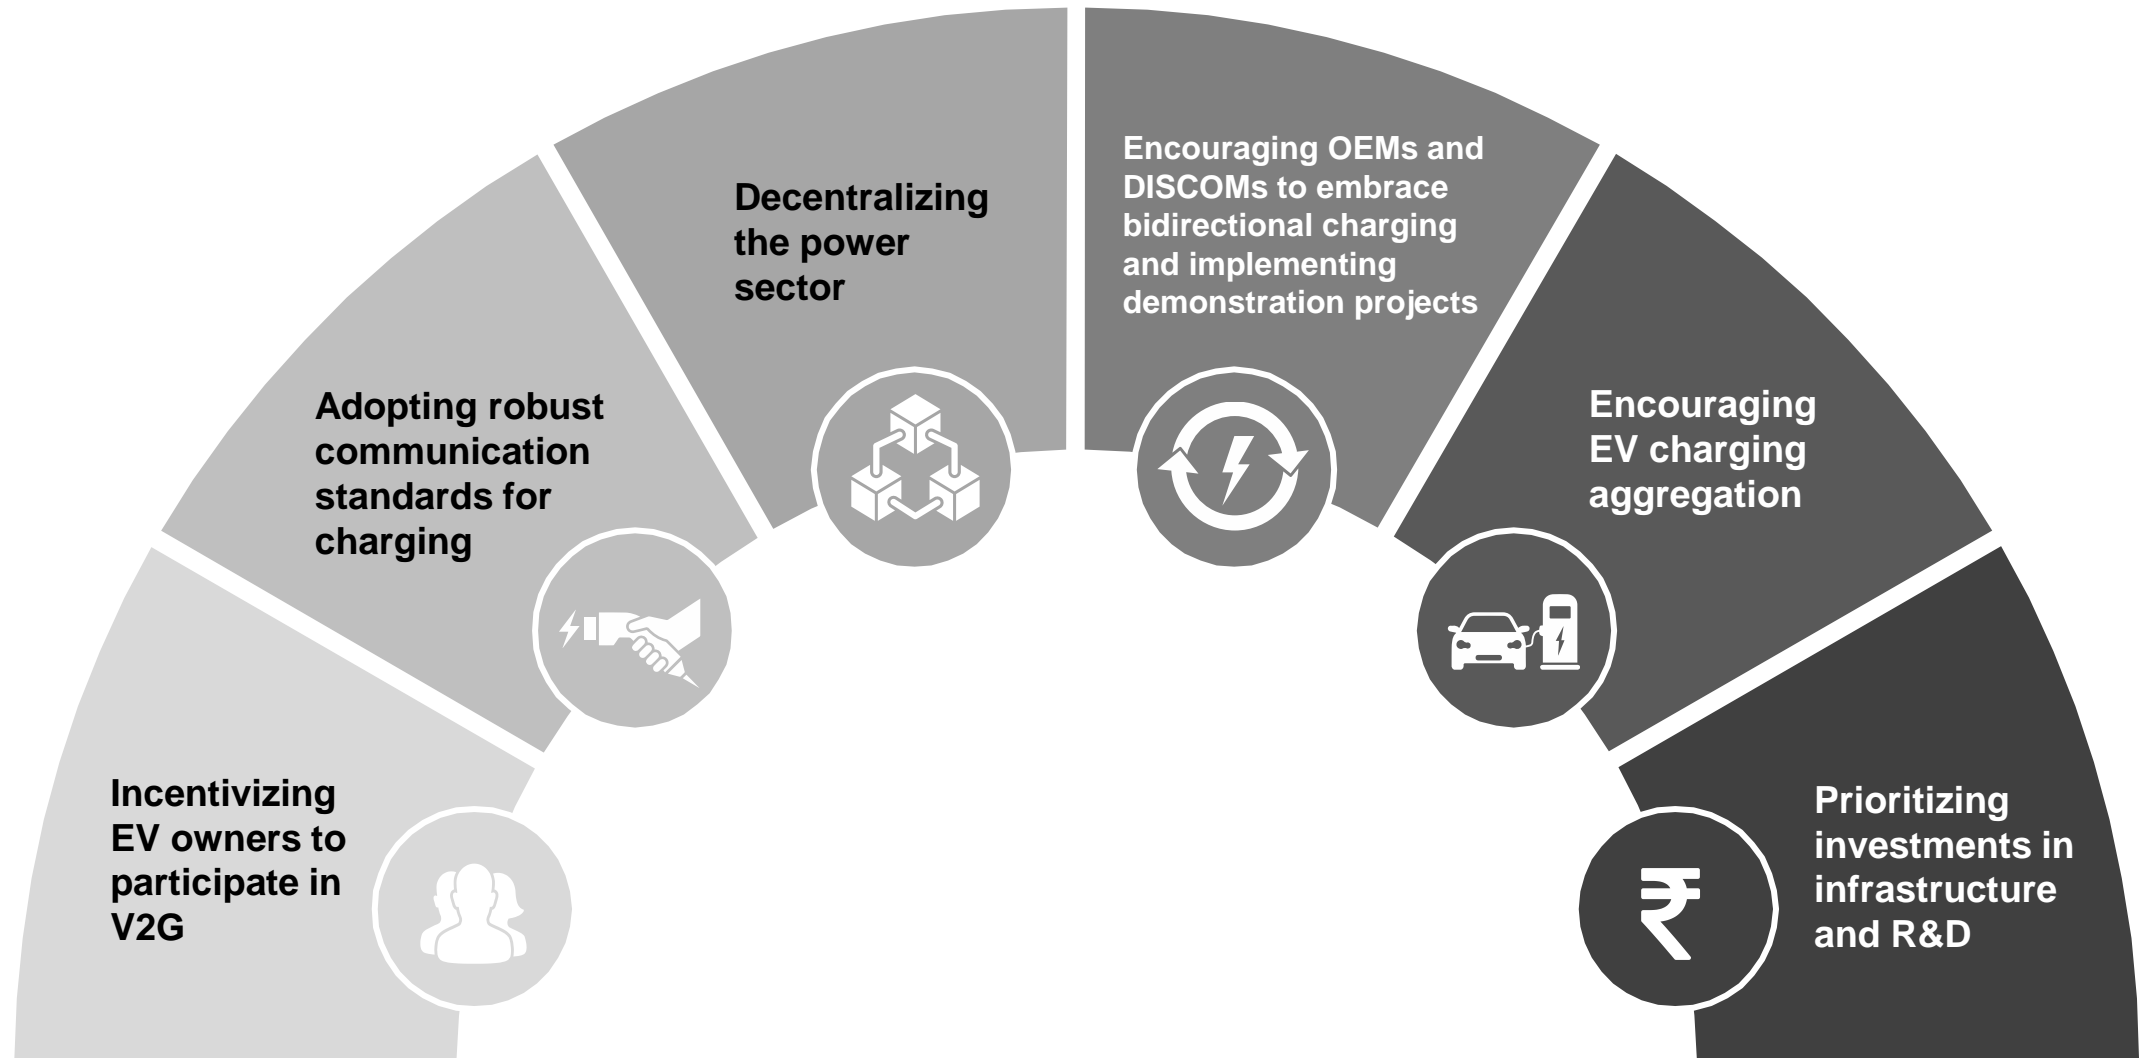 Incentivizing
EV owners to
participate in
V2G
Adopting robust
communication
standards for
charging
Decentralizing
the power
sector
Encouraging OEMs and
DISCOMs to embrace
bidirectional charging
and implementing
demonstration projects
Encouraging
EV charging
aggregation
Prioritizing
investments in
infrastructure
and R&D
₹